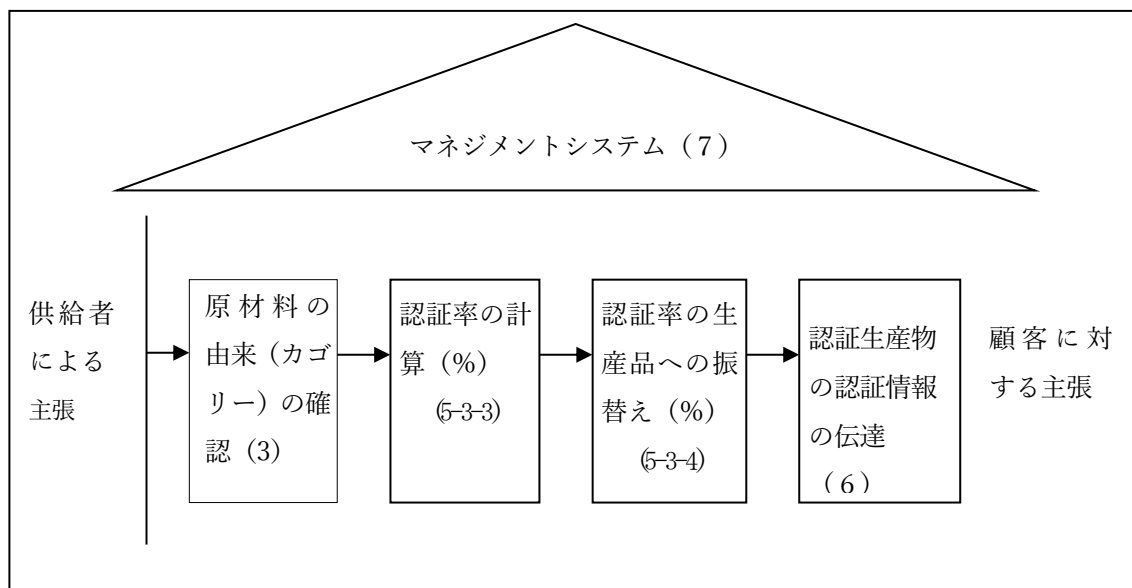 マネジメントシステム（７）
供給者
による
主張
原材料の
由来（カゴ
リー）の確
認（3）
認証率の計
算（%）
（5-3-3）
認証率の生
産品への振
替え（%）
（5-3-4）
認証生産物
の認証情報
の伝達
（６）
顧客に対
する主張